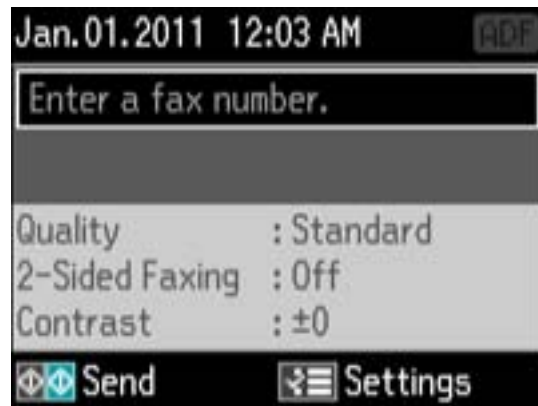 Jan.01.2011 12:03 AM ADF
Enter a fax number.
Quality : Standard
2-Sided Faxing : Off
Contrast : ±0
Send Settings